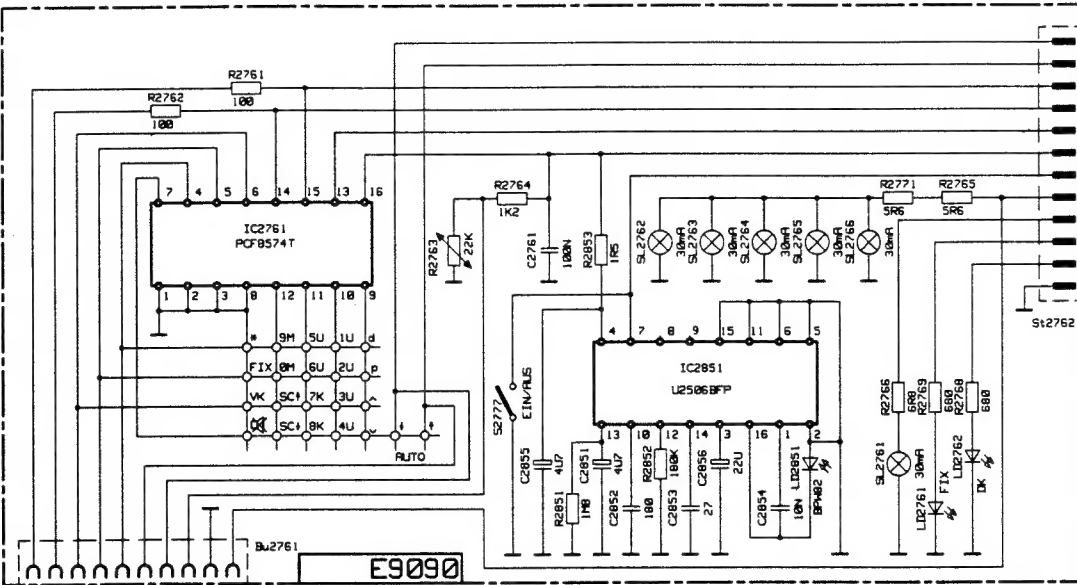 R2761
100
R2762
100
7 4 5 6 14 15 13 16
IC2761
PCF8574T
1 2 3 8 12 11 10 9
* 9M 5U 1U d
FIX 0M 6U 2U p
VK SC↑ 7K 3U ^
SC↓ 8K 4U v ↓ ↑
AUTO
R2764
1K2
R2763
22K
C2761
100N
R2853
1R5
SL2762
30mA
SL2763
30mA
SL2764
30mA
SL2765
30mA
SL2766
30mA
R2771
5R6
R2765
5R6
St2762
4 7 8 9 15 11 6 5
IC2851
U2506BFP
13 10 12 14 3 16 1 2
S2777
EIN/AUS
C2855
4U7
R2851
1M8
C2851
4U7
C2852
180
R2852
180K
C2853
27
C2856
22U
C2854
10N
LD2851
BPW82
R2766
6R8
R2769
680
R2768
680
SL2761
30mA
LD2761
FIX
LD2762
DK
Bu2761
E9090